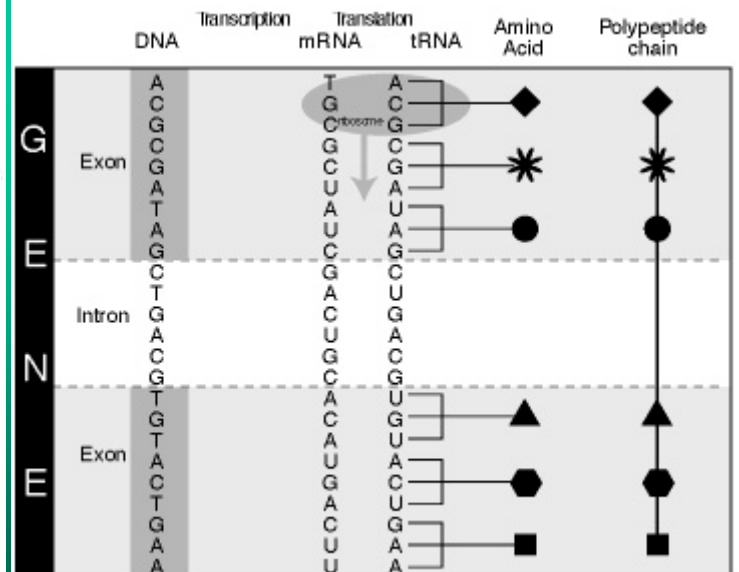 Transcription Translation
DNA mRNA tRNA Amino Acid Polypeptide chain
A T A
C G C
G C ribosome G
G
C G C
Exon G C G
A U A
T A U
A U A
E
G C G
C G C
T A U
Intron G C G
A U A
C G C
N
G C G
T A U
G C G
T A U
Exon A U A
E
C G C
T A U
G C G
A U A
A U A